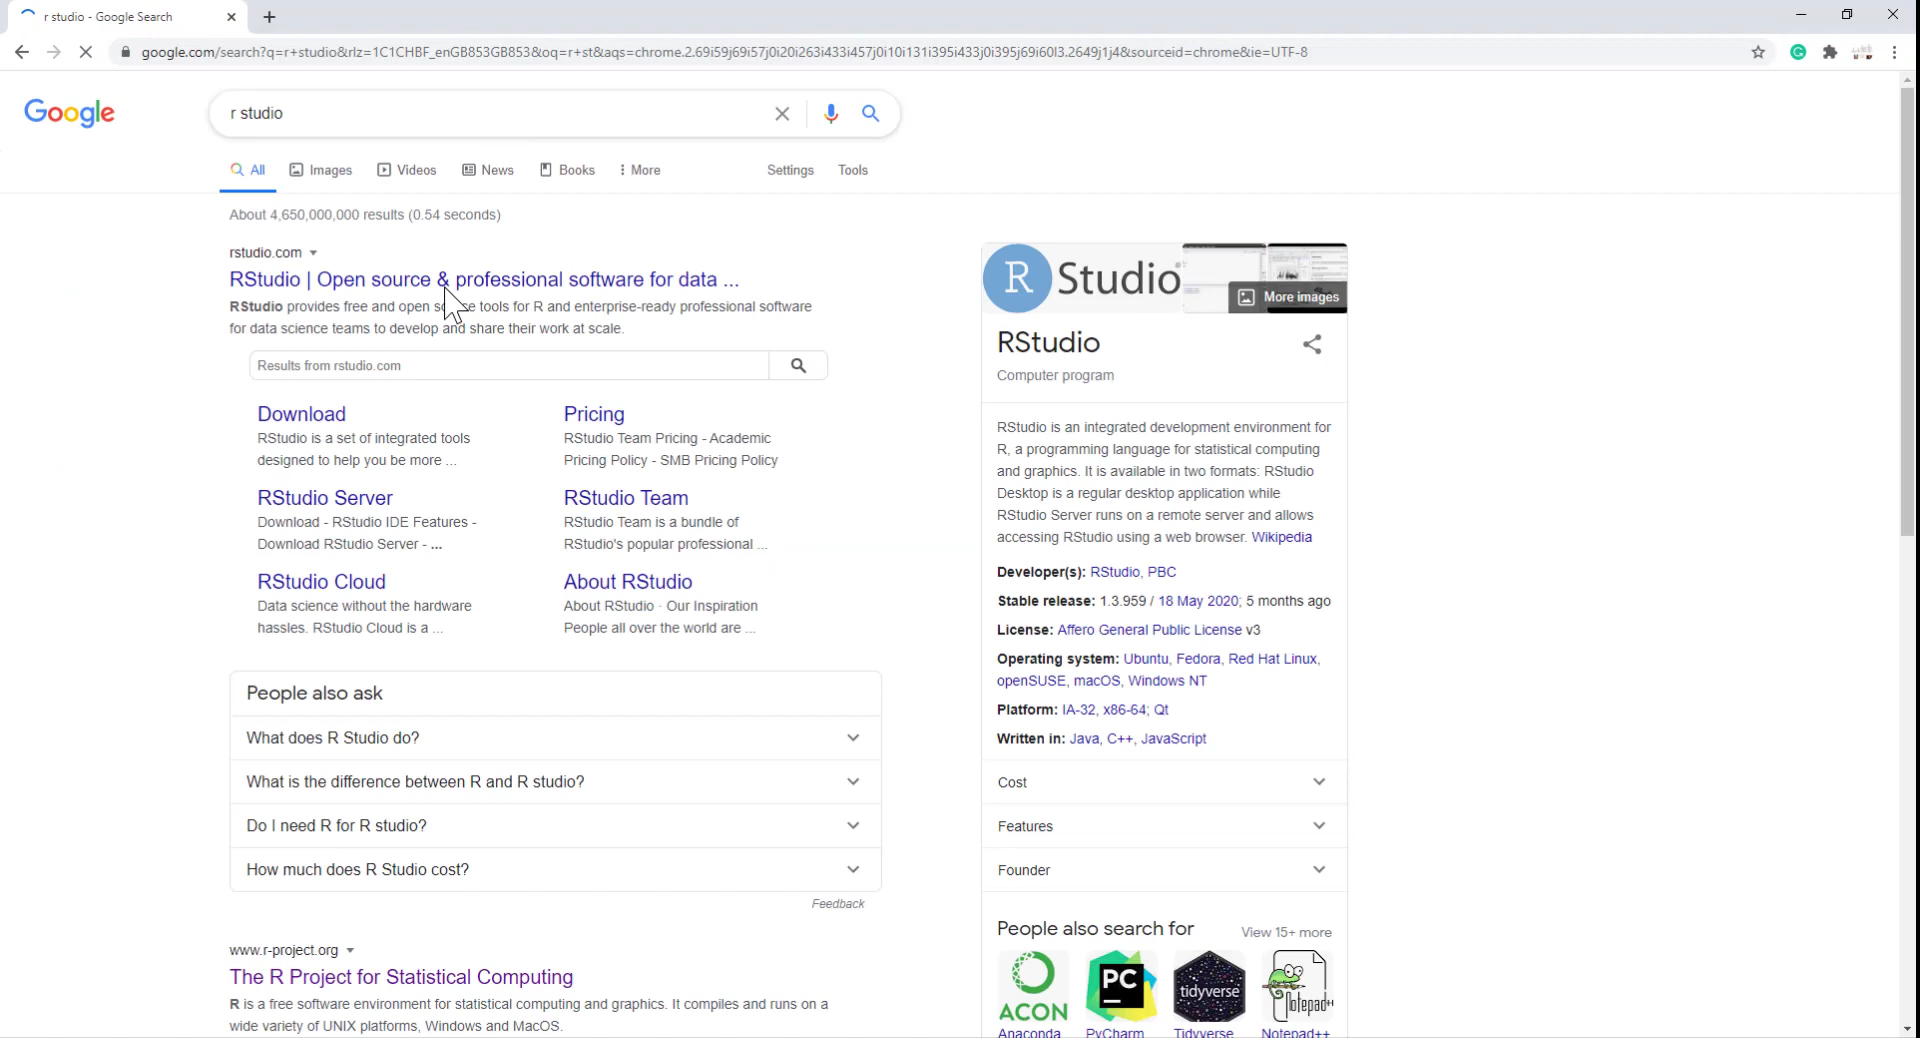 r studio - Google Search
google.com/search?q=r+studio&rlz=1C1CHBF_enGB853GB853&oq=r+st&aqs=chrome.2.69i59j69i57j0i20i263i433i457j0i10i131i395i433j0i395j69i60l3.2649j1j4&sourceid=chrome&ie=UTF-8
Google
r studio
All Images Videos News Books More Settings Tools
About 4,650,000,000 results (0.54 seconds)
rstudio.com
RStudio | Open source & professional software for data ...
RStudio provides free and open tools for R and enterprise-ready professional software
for data science teams to develop and share their work at scale.
Results from rstudio.com
Download
RStudio is a set of integrated tools
designed to help you be more ...
Pricing
RStudio Team Pricing - Academic
Pricing Policy - SMB Pricing Policy
RStudio Server
Download - RStudio IDE Features -
Download RStudio Server - ...
RStudio Team
RStudio Team is a bundle of
RStudio's popular professional ...
RStudio Cloud
Data science without the hardware
hassles. RStudio Cloud is a ...
About RStudio
About RStudio · Our Inspiration
People all over the world are ...
People also ask
What does R Studio do?
What is the difference between R and R studio?
Do I need R for R studio?
How much does R Studio cost?
Feedback
www.r-project.org
The R Project for Statistical Computing
R is a free software environment for statistical computing and graphics. It compiles and runs on a
wide variety of UNIX platforms, Windows and MacOS.
R Studio
More images
RStudio
Computer program
RStudio is an integrated development environment for
R, a programming language for statistical computing
and graphics. It is available in two formats: RStudio
Desktop is a regular desktop application while
RStudio Server runs on a remote server and allows
accessing RStudio using a web browser. Wikipedia
Developer(s): RStudio, PBC
Stable release: 1.3.959 / 18 May 2020; 5 months ago
License: Affero General Public License v3
Operating system: Ubuntu, Fedora, Red Hat Linux,
openSUSE, macOS, Windows NT
Platform: IA-32, x86-64; Qt
Written in: Java, C++, JavaScript
Cost
Features
Founder
People also search for
View 15+ more
ACON
PC
tidyverse
Notepad++
Anaconda PyCharm Tidyverse Notepad++